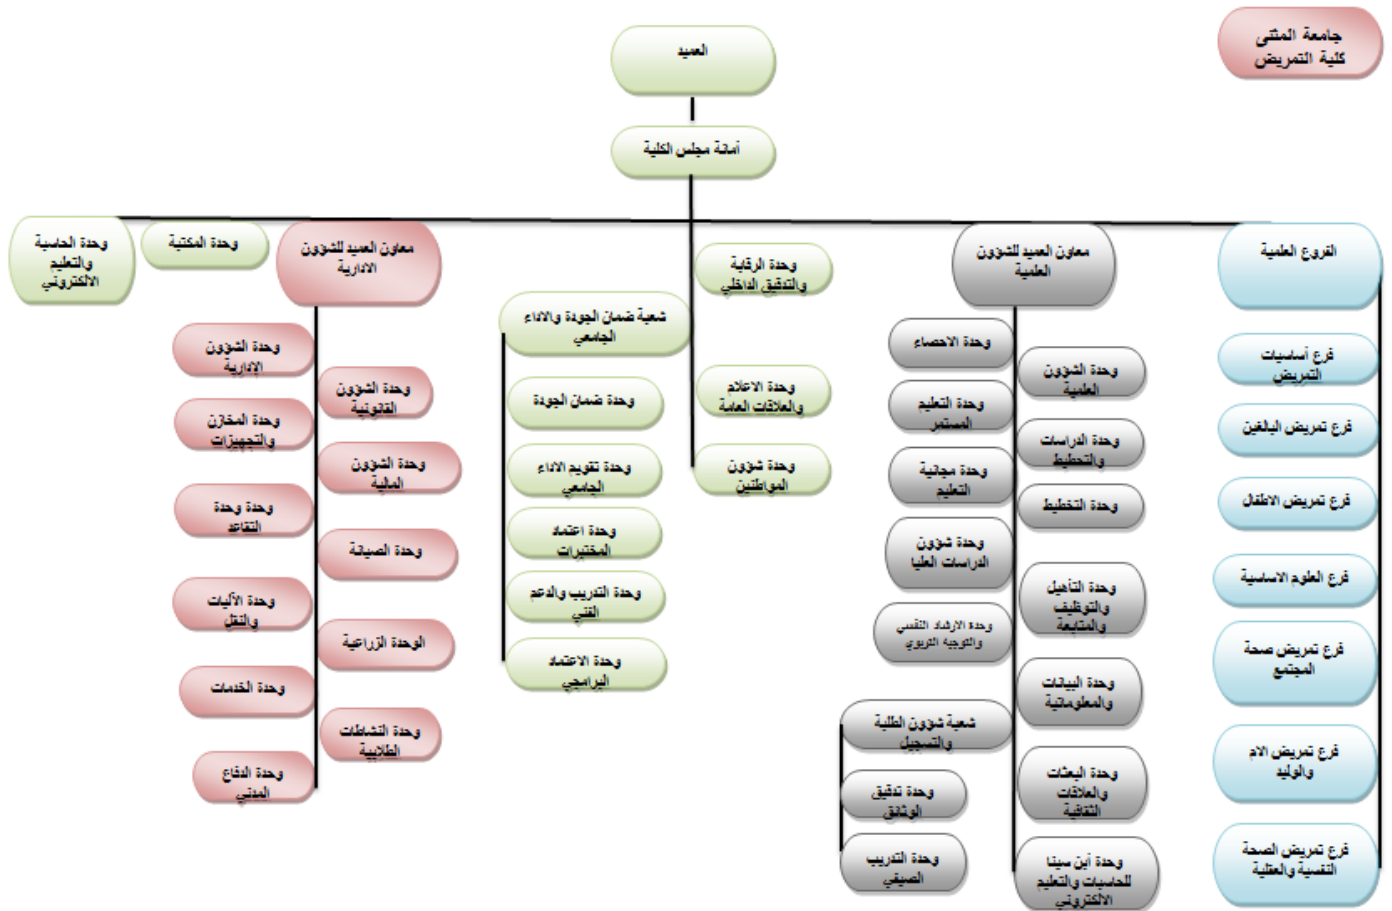 جامعة المثنى
كلية التمريض
العميد
أمانة مجلس الكلية
الفروع العلمية
فرع أساسيات
التمريض
فرع تمريض البالغين
فرع تمريض الاطفال
فرع العلوم الاساسية
فرع تمريض صحة
المجتمع
فرع تمريض الام
والوليد
فرع تمريض الصحة
النفسية والعقلية
معاون العميد للشؤون
العلمية
وحدة الاحصاء
وحدة الشؤون
العلمية
وحدة التعليم
المستمر
وحدة الدراسات
والتخطيط
وحدة مجانية
التعليم
وحدة التخطيط
وحدة شؤون
الدراسات العليا
وحدة التأهيل
والتوظيف
والمتابعة
وحدة الارشاد النفسي
والتوجيه التربوي
وحدة البيانات
والمعلوماتية
شعبة شؤون الطلبة
والتسجيل
وحدة البعثات
والعلاقات
الثقافية
وحدة تدقيق
الوثائق
وحدة التدريب
الصيفي
وحدة أبن سينا
للحاسبات والتعليم
الالكتروني
وحدة الرقابة
والتدقيق الداخلي
وحدة الاعلام
والعلاقات العامة
وحدة شؤون
المواطنين
شعبة ضمان الجودة والاداء
الجامعي
وحدة ضمان الجودة
وحدة تقويم الاداء
الجامعي
وحدة اعتماد
المختبرات
وحدة التدريب والدعم
الفني
وحدة الاعتماد
البرامجي
معاون العميد للشؤون
الادارية
وحدة الشؤون
الإدارية
وحدة الشؤون
القانونية
وحدة المخازن
والتجهيزات
وحدة الشؤون
المالية
وحدة وحدة
التقاعد
وحدة الصيانة
وحدة الأليات
والنقل
الوحدة الزراعية
وحدة الخدمات
وحدة النشاطات
الطلابية
وحدة الدفاع
المدني
وحدة المكتبة
وحدة الحاسبة
والتعليم
الالكتروني